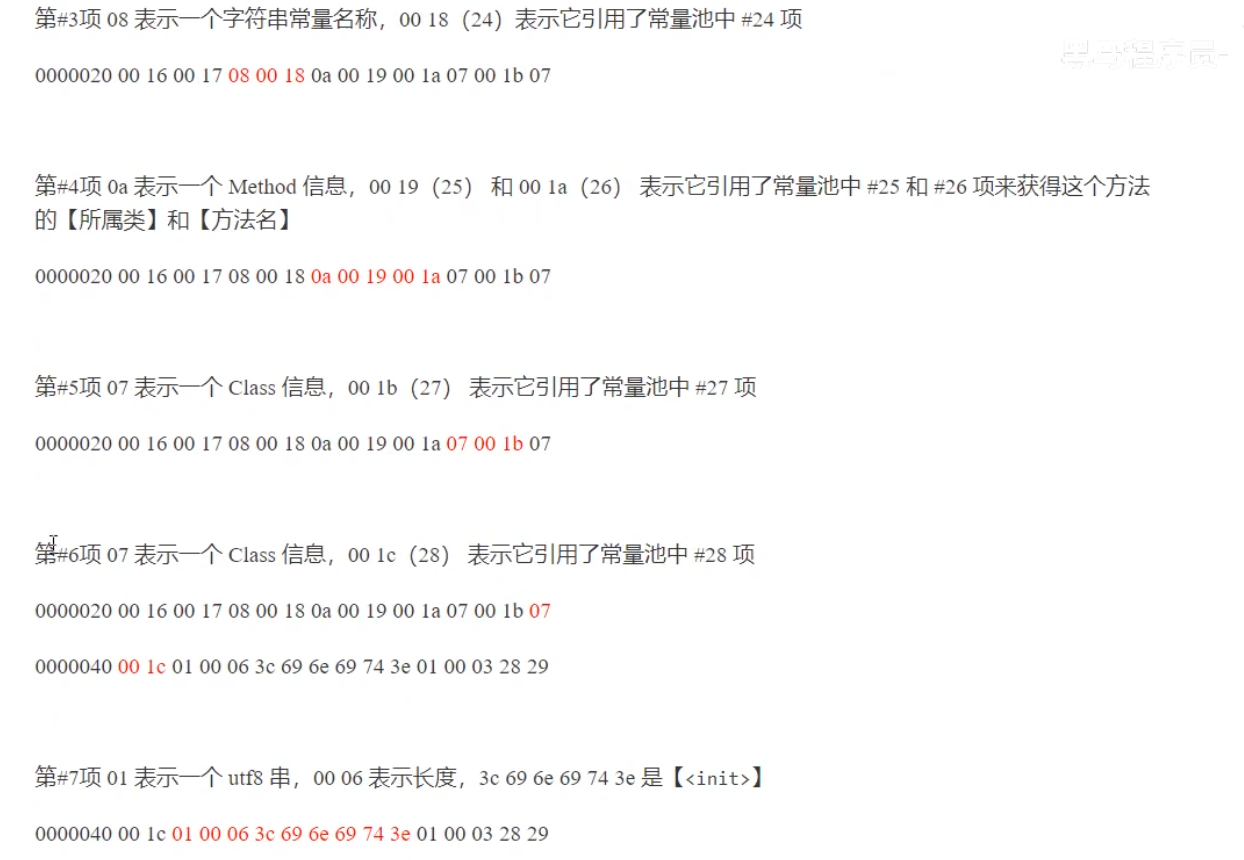 第#3项 08 表示一个字符串常量名称，00 18（24）表示它引用了常量池中 #24 项
黑马程序员
0000020 00 16 00 17 08 00 18 0a 00 19 00 1a 07 00 1b 07
第#4项 0a 表示一个 Method 信息，00 19（25） 和 00 1a（26） 表示它引用了常量池中 #25 和 #26 项来获得这个方法
的【所属类】和【方法名】
0000020 00 16 00 17 08 00 18 0a 00 19 00 1a 07 00 1b 07
第#5项 07 表示一个 Class 信息，00 1b（27） 表示它引用了常量池中 #27 项
0000020 00 16 00 17 08 00 18 0a 00 19 00 1a 07 00 1b 07
第#6项 07 表示一个 Class 信息，00 1c（28） 表示它引用了常量池中 #28 项
0000020 00 16 00 17 08 00 18 0a 00 19 00 1a 07 00 1b 07
0000040 00 1c 01 00 06 3c 69 6e 69 74 3e 01 00 03 28 29
第#7项 01 表示一个 utf8 串，00 06 表示长度，3c 69 6e 69 74 3e 是【<init>】
0000040 00 1c 01 00 06 3c 69 6e 69 74 3e 01 00 03 28 29